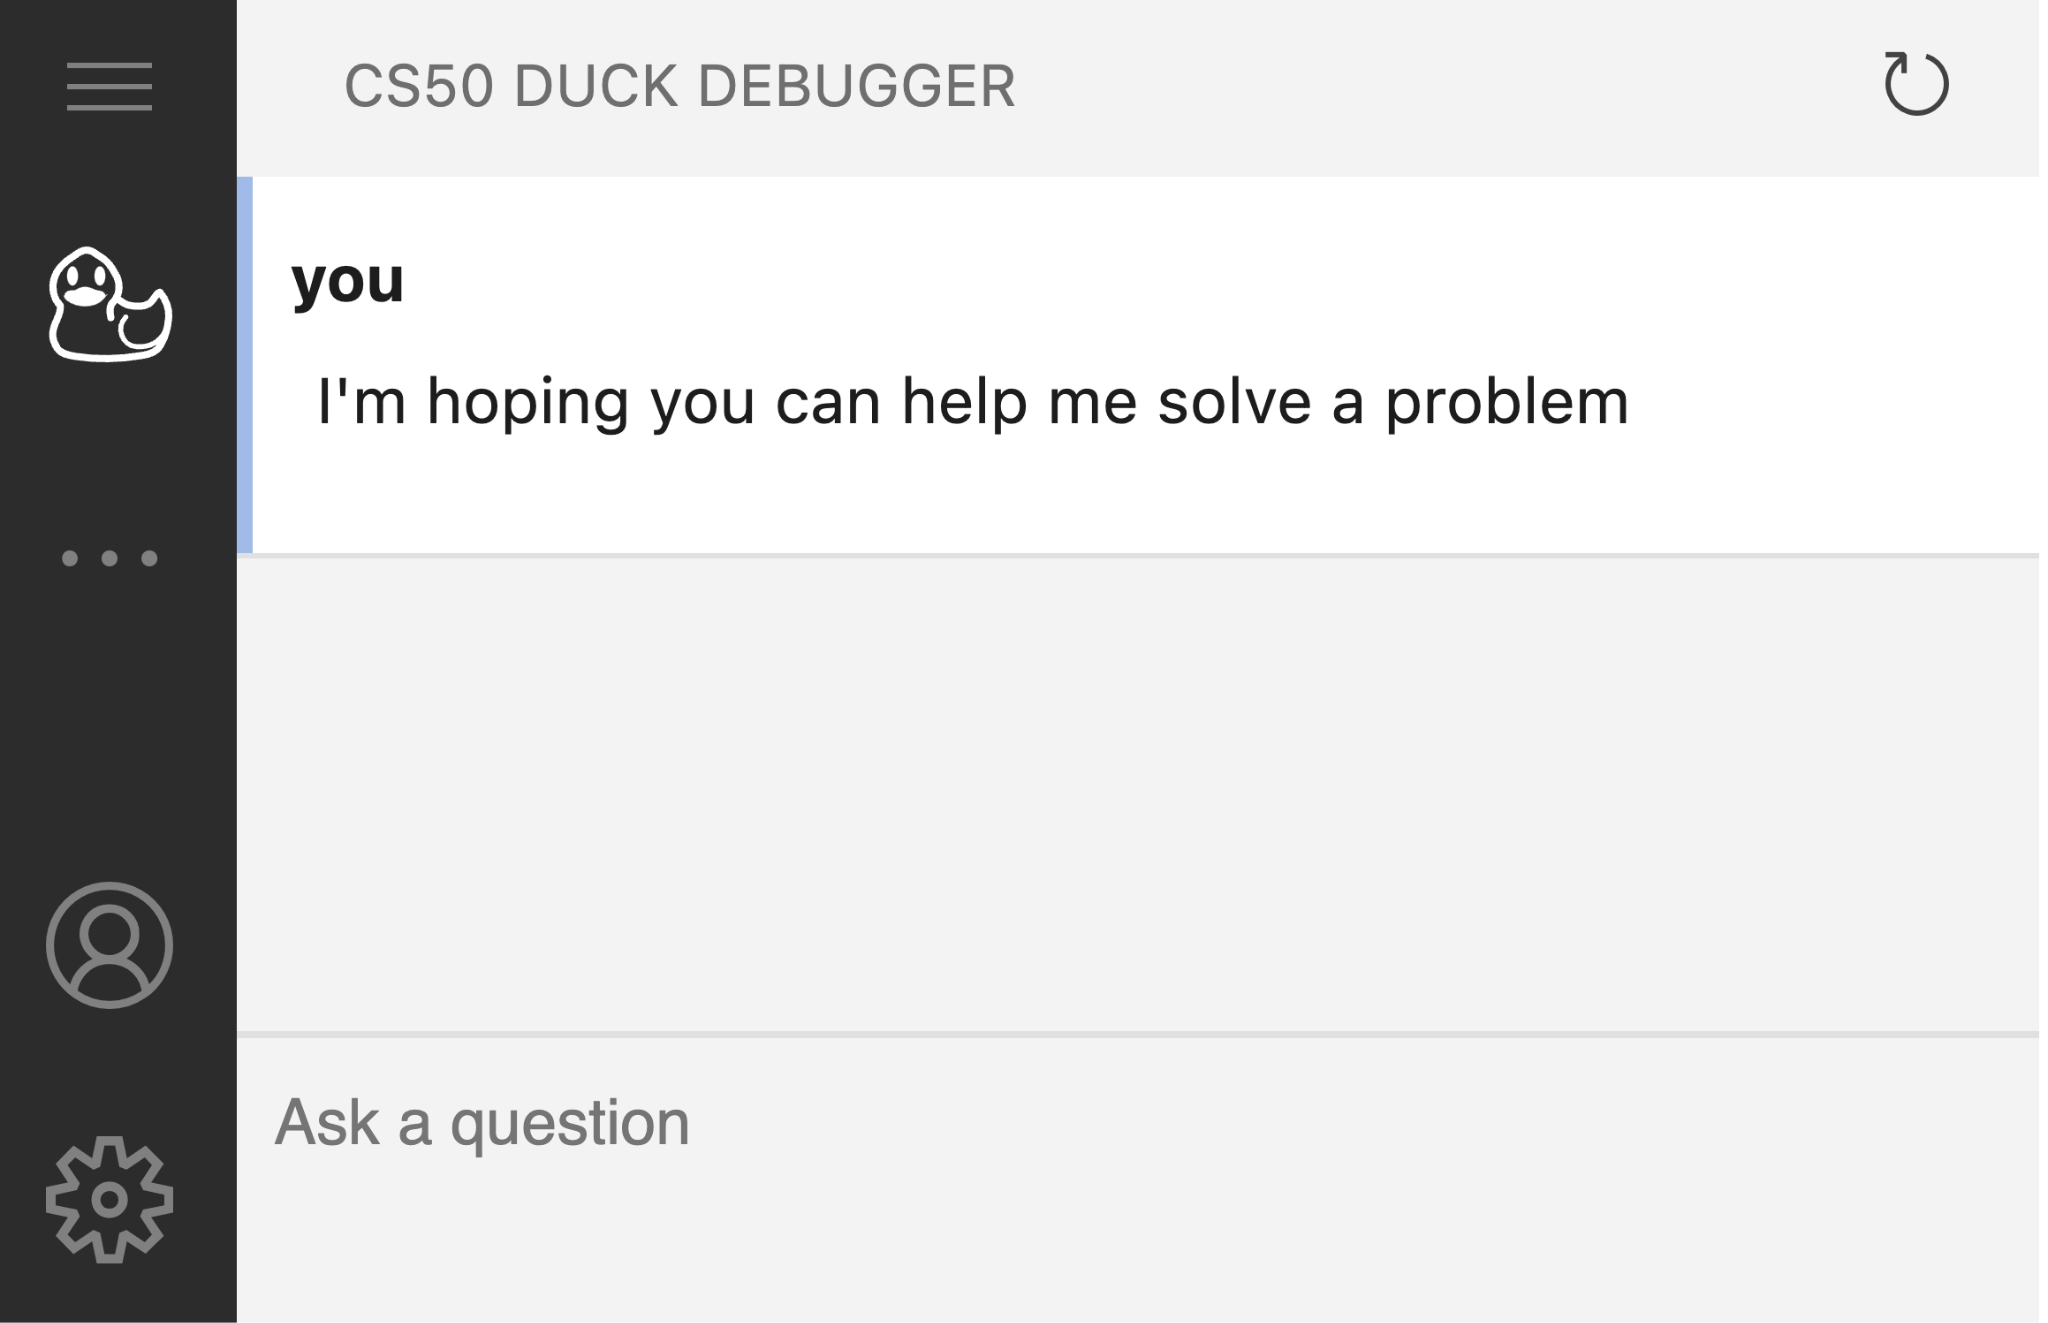 CS50 DUCK DEBUGGER
you
I'm hoping you can help me solve a problem
Ask a question